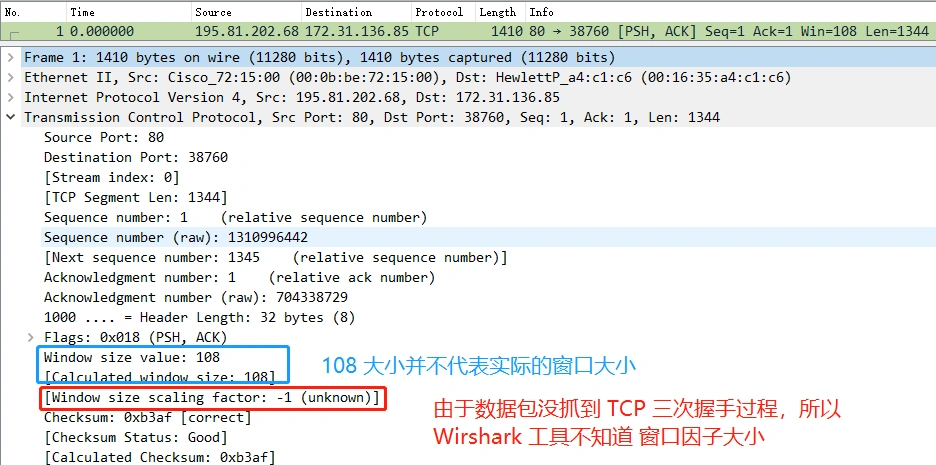 No. Time Source Destination Protocol Length Info
1 0.000000 195.81.202.68 172.31.136.85 TCP 1410 80 → 38760 [PSH, ACK] Seq=1 Ack=1 Win=108 Len=1344
Frame 1: 1410 bytes on wire (11280 bits), 1410 bytes captured (11280 bits)
Ethernet II, Src: Cisco_72:15:00 (00:0b:be:72:15:00), Dst: HewlettP_a4:c1:c6 (00:16:35:a4:c1:c6)
Internet Protocol Version 4, Src: 195.81.202.68, Dst: 172.31.136.85
Transmission Control Protocol, Src Port: 80, Dst Port: 38760, Seq: 1, Ack: 1, Len: 1344
Source Port: 80
Destination Port: 38760
[Stream index: 0]
[TCP Segment Len: 1344]
Sequence number: 1 (relative sequence number)
Sequence number (raw): 1310996442
[Next sequence number: 1345 (relative sequence number)]
Acknowledgment number: 1 (relative ack number)
Acknowledgment number (raw): 704338729
1000 .... = Header Length: 32 bytes (8)
Flags: 0x018 (PSH, ACK)
Window size value: 108
[Calculated window size: 108]
108 大小并不代表实际的窗口大小
[Window size scaling factor: -1 (unknown)]
由于数据包没抓到 TCP 三次握手过程，所以
Wirshark 工具不知道 窗口因子大小
Checksum: 0xb3af [correct]
[Checksum Status: Good]
[Calculated Checksum: 0xb3af]